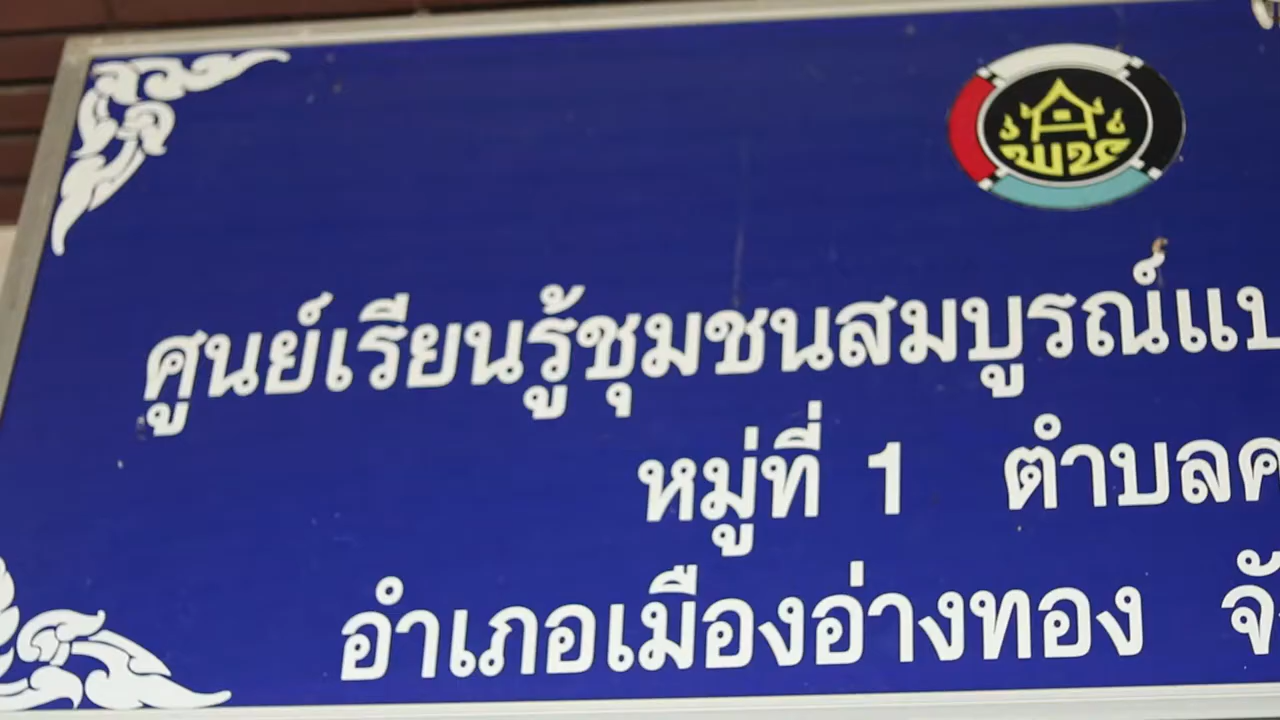 พช
ศูนย์เรียนรู้ชุมชนสมบูรณ์แบ
หมู่ที่ 1 ตำบล
อำเภอเมืองอ่างทอง จั